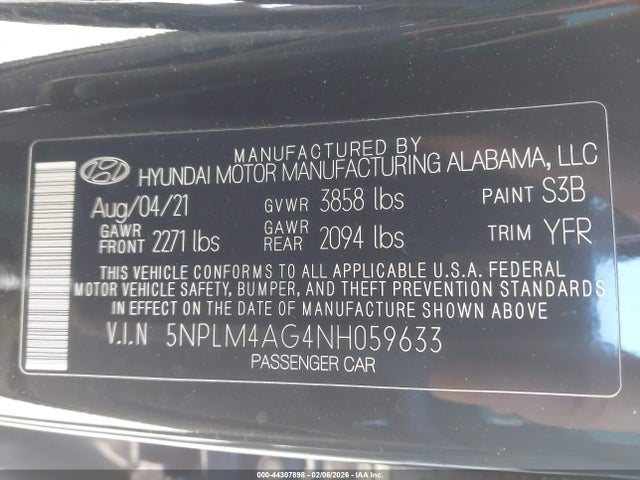 MANUFACTURED BY
HYUNDAI MOTOR MANUFACTURING ALABAMA, LLC
Aug/04/21 GVWR 3858 lbs PAINT S3B
GAWR FRONT 2271 lbs GAWR REAR 2094 lbs TRIM YFR
THIS VEHICLE CONFORMS TO ALL APPLICABLE U.S.A. FEDERAL
MOTOR VEHICLE SAFETY, BUMPER, AND THEFT PREVENTION STANDARDS
IN EFFECT ON THE DATE OF MANUFACTURE SHOWN ABOVE
V.I.N 5NPLM4AG4NH059633
PASSENGER CAR
000-44307898 - 02/06/2026 - IAAI, Inc.